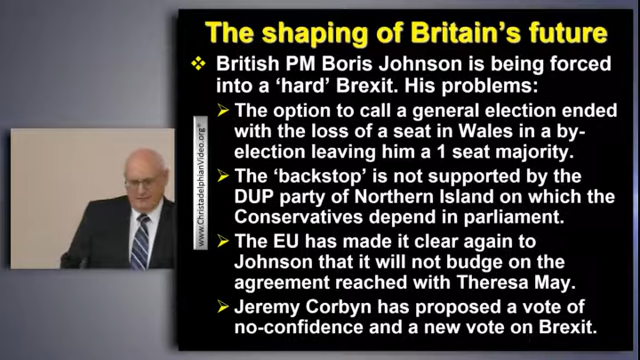 The shaping of Britain's future
❖ British PM Boris Johnson is being forced
into a 'hard' Brexit. His problems:
➢ The option to call a general election ended
with the loss of a seat in Wales in a by-
election leaving him a 1 seat majority.
➢ The 'backstop' is not supported by the
DUP party of Northern Island on which the
Conservatives depend in parliament.
➢ The EU has made it clear again to
Johnson that it will not budge on the
agreement reached with Theresa May.
➢ Jeremy Corbyn has proposed a vote of
no-confidence and a new vote on Brexit.
www.ChristadelphianVideo.org®